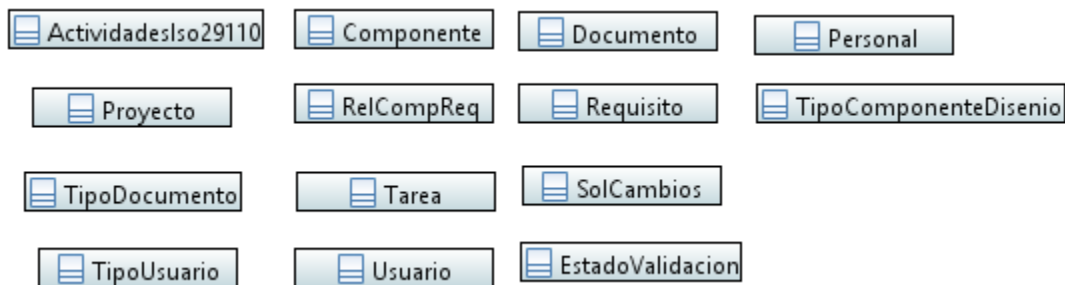 ActividadesIso29110 Componente Documento Personal
Proyecto RelCompReq Requisito TipoComponenteDisenio
TipoDocumento Tarea SolCambios
TipoUsuario Usuario EstadoValidacion